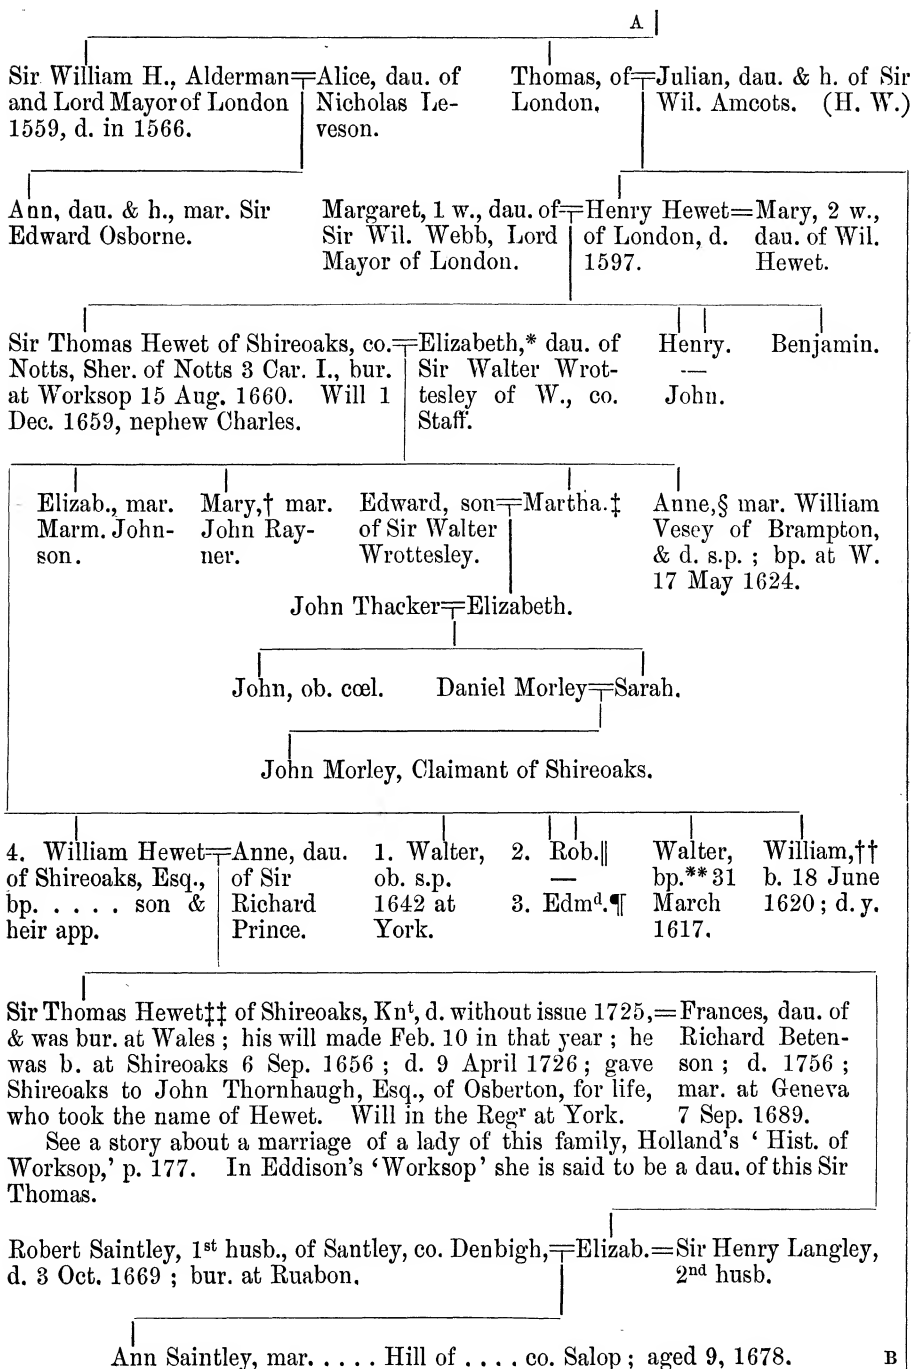 A
Sir William H., Alderman=Alice, dau. of Thomas, of=Julian, dau. & h. of Sir
and Lord Mayor of London Nicholas Le- London. Wil. Amcots. (H. W.)
1559, d. in 1566. veson.
Ann, dau. & h., mar. Sir Margaret, 1 w., dau. of=Henry Hewet=Mary, 2 w.,
Edward Osborne. Sir Wil. Webb, Lord of London, d. dau. of Wil.
Mayor of London. 1597. Hewet.
Sir Thomas Hewet of Shireoaks, co.=Elizabeth,* dau. of Henry. Benjamin.
Notts, Sher. of Notts 3 Car. I., bur. Sir Walter Wrot- —
at Worksop 15 Aug. 1660. Will 1 tesley of W., co. John.
Dec. 1659, nephew Charles. Staff.
Elizab., mar. Mary,† mar. Edward, son=Martha.‡ Anne,§ mar. William
Marm. John- John Ray- of Sir Walter Vesey of Brampton,
son. ner. Wrottesley. & d. s.p. ; bp. at W.
17 May 1624.
John Thacker=Elizabeth.
John, ob. cœl. Daniel Morley=Sarah.
John Morley, Claimant of Shireoaks.
4. William Hewet=Anne, dau. 1. Walter, 2. Rob.‖ Walter, William,††
of Shireoaks, Esq., of Sir ob. s.p. — bp.** 31 b. 18 June
bp. . . . . . son & Richard 1642 at 3. Edmd.¶ March 1620 ; d. y.
heir app. Prince. York. 1617.
Sir Thomas Hewet‡‡ of Shireoaks, Knt, d. without issue 1725,=Frances, dau. of
& was bur. at Wales ; his will made Feb. 10 in that year ; he Richard Beten-
was b. at Shireoaks 6 Sep. 1656 ; d. 9 April 1726 ; gave son ; d. 1756 ;
Shireoaks to John Thornhaugh, Esq., of Osberton, for life, mar. at Geneva
who took the name of Hewet. Will in the Regr at York. 7 Sep. 1689.
See a story about a marriage of a lady of this family, Holland's ‘ Hist. of
Worksop,’ p. 177. In Eddison's ‘Worksop’ she is said to be a dau. of this Sir
Thomas.
Robert Saintley, 1st husb., of Santley, co. Denbigh,=Elizab.=Sir Henry Langley,
d. 3 Oct. 1669 ; bur. at Ruabon. 2nd husb.
Ann Saintley, mar. . . . . . Hill of . . . . co. Salop ; aged 9, 1678. B